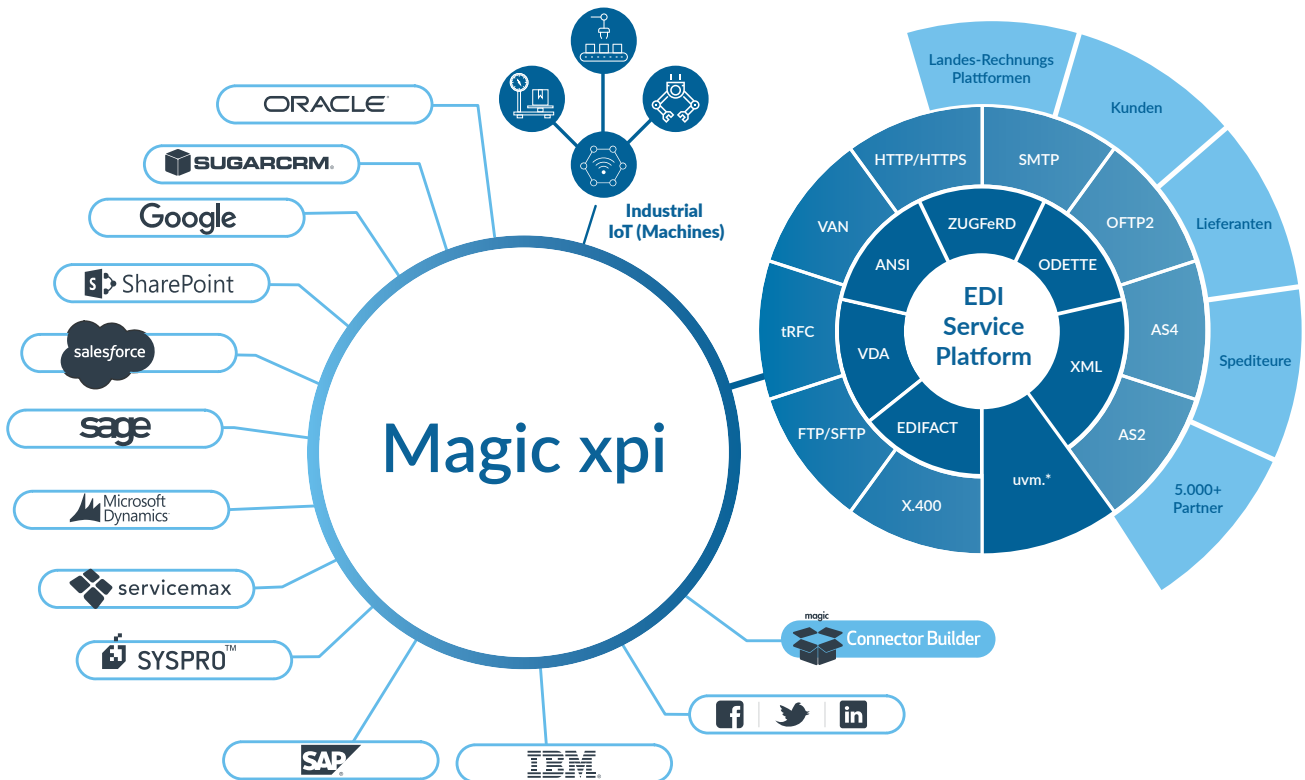 ORACLE
SUGARCRM®
Google
S SharePoint
salesforce
sage
Microsoft
Dynamics
servicemax
SYSPRO™
SAP®
IBM®
Magic xpi
Industrial
IoT (Machines)
EDI
Service
Platform
ZUGFeRD
ODETTE
XML
uvm.*
EDIFACT
VDA
ANSI
HTTP/HTTPS
SMTP
OFTP2
AS4
AS2
X.400
FTP/SFTP
tRFC
VAN
Landes-Rechnungs
Plattformen
Kunden
Lieferanten
Spediteure
5.000+
Partner
magic
Connector Builder
f
in